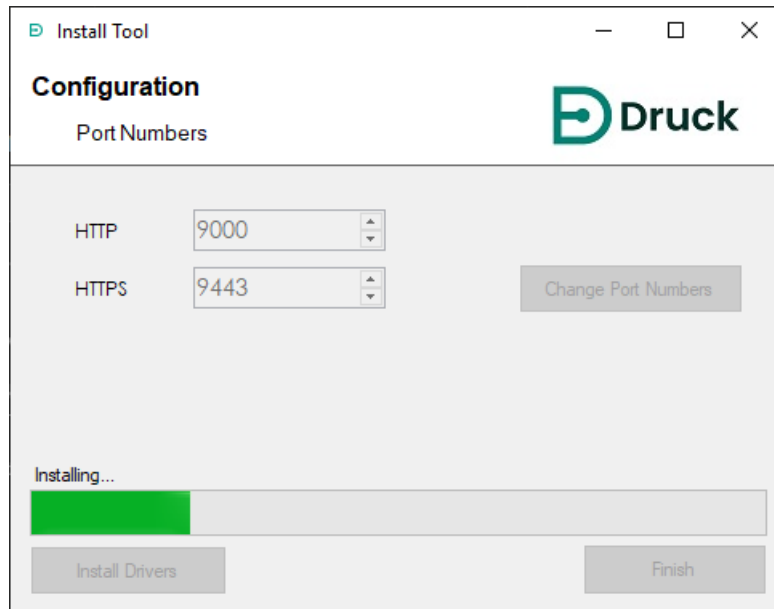 Install Tool
Configuration
Port Numbers
Druck
HTTP
9000
HTTPS
9443
Change Port Numbers
Installing...
Install Drivers
Finish